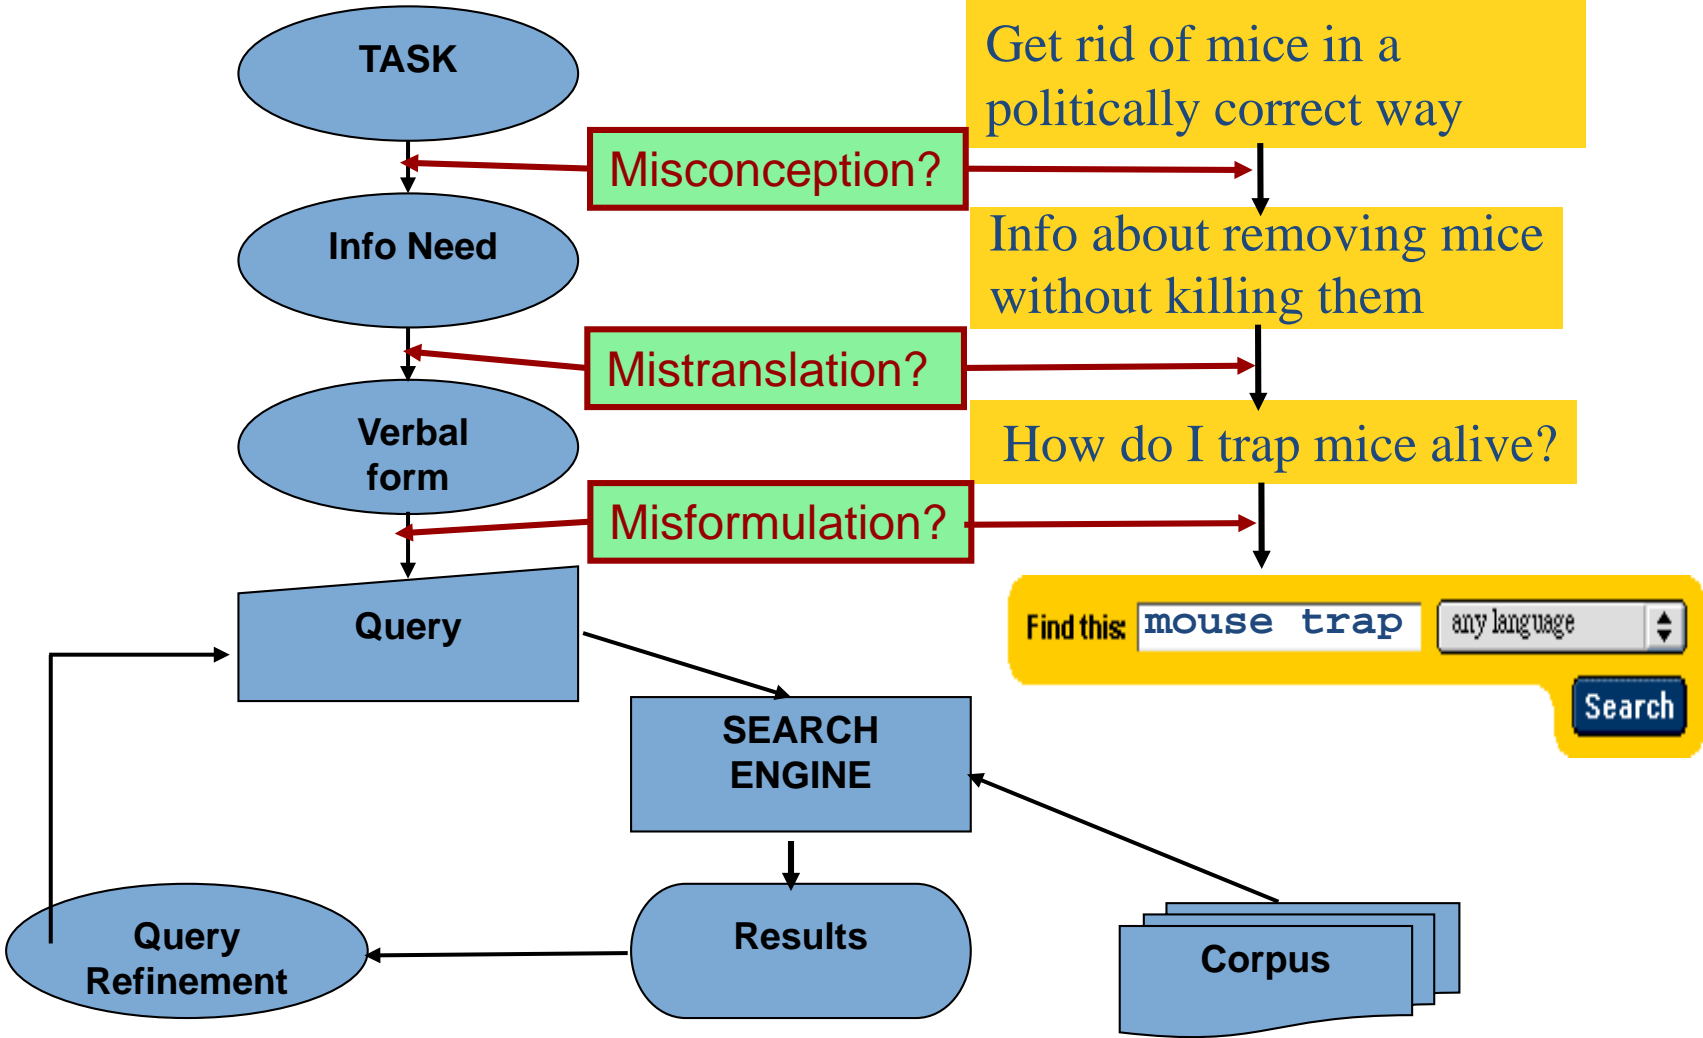 TASK
Get rid of mice in a
politically correct way
Misconception?
Info Need
Info about removing mice
without killing them
Mistranslation?
Verbal
form
How do I trap mice alive?
Misformulation?
Query
Find this: mouse trap any language
Search
SEARCH
ENGINE
Results
Query
Refinement
Corpus